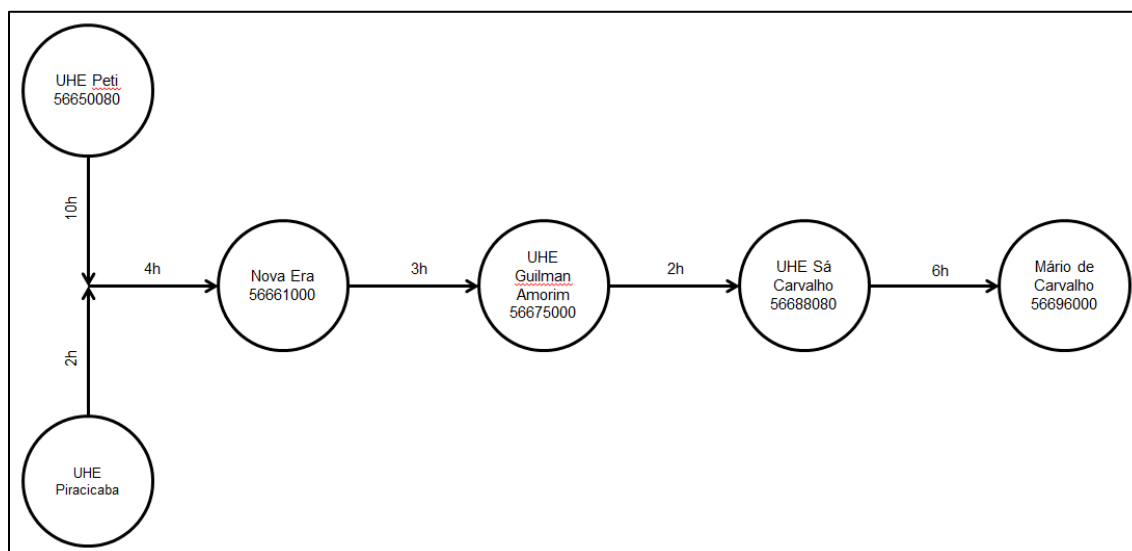 UHE Peti
56650080
10h
4h
Nova Era
56661000
3h
UHE
Guilman
Amorim
56675000
2h
UHE Sá
Carvalho
56688080
6h
Mário de
Carvalho
56696000
2h
UHE
Piracicaba